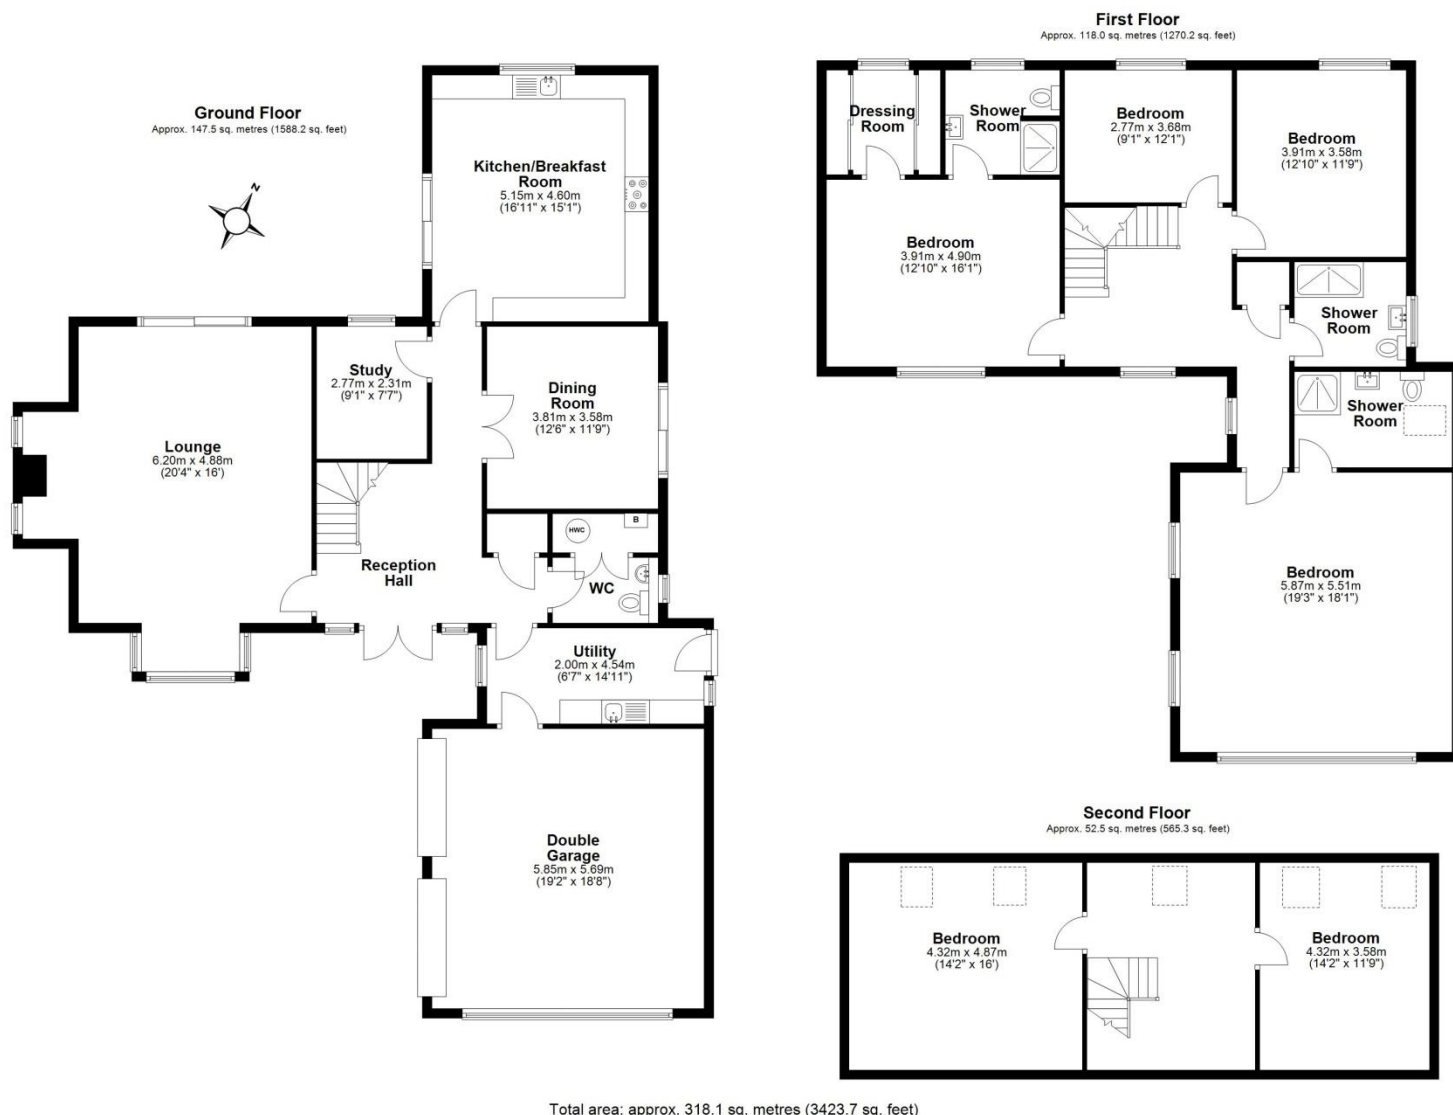 First Floor
Approx. 118.0 sq. metres (1270.2 sq. feet)
Ground Floor
Approx. 147.5 sq. metres (1588.2 sq. feet)
N
Kitchen/Breakfast
Room
5.15m x 4.60m
(16'11" x 15'1")
Study
2.77m x 2.31m
(9'1" x 7'7")
Dining
Room
3.81m x 3.58m
(12'6" x 11'9")
Lounge
6.20m x 4.88m
(20'4" x 16')
HWC
B
Reception
Hall
WC
Utility
2.00m x 4.54m
(6'7" x 14'11")
Double
Garage
5.85m x 5.69m
(19'2" x 18'8")
Dressing
Room
Shower
Room
Bedroom
2.77m x 3.68m
(9'1" x 12'1")
Bedroom
3.91m x 3.58m
(12'10" x 11'9")
Bedroom
3.91m x 4.90m
(12'10" x 16'1")
Shower
Room
Shower
Room
Bedroom
5.87m x 5.51m
(19'3" x 18'1")
Second Floor
Approx. 52.5 sq. metres (565.3 sq. feet)
Bedroom
4.32m x 4.87m
(14'2" x 16')
Bedroom
4.32m x 3.58m
(14'2" x 11'9")
Total area: approx. 318.1 sq. metres (3423.7 sq. feet)